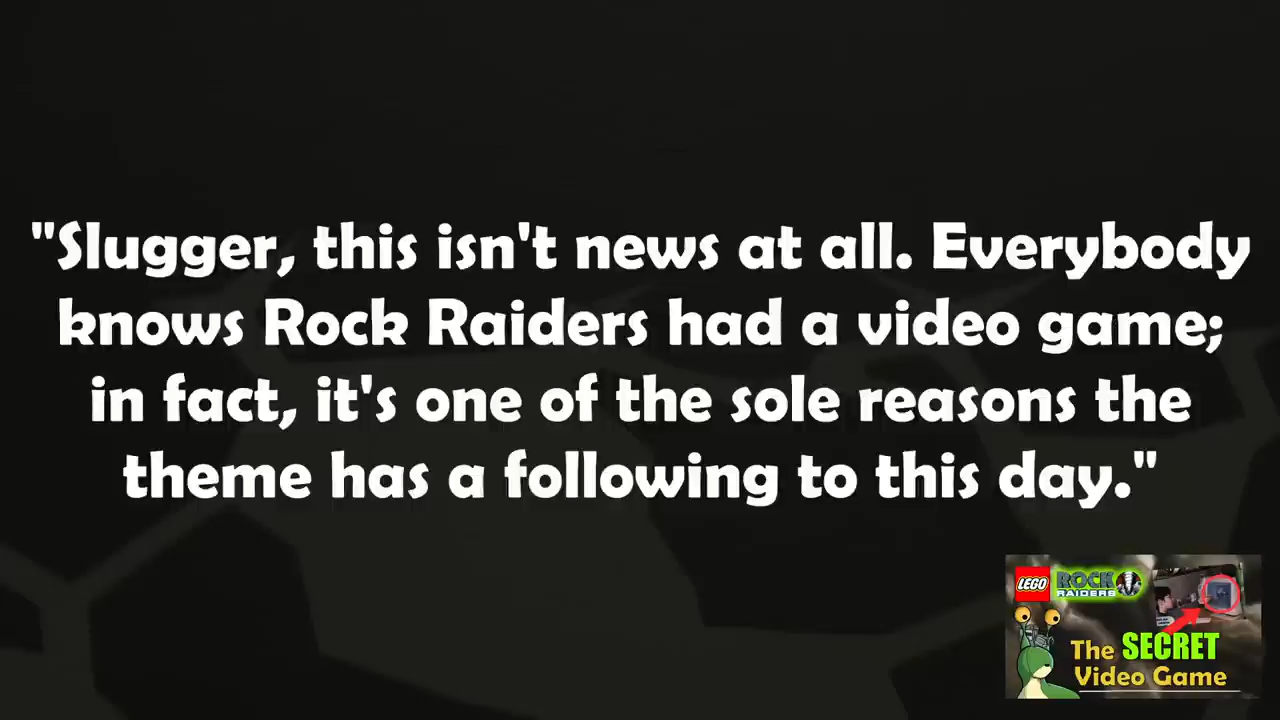 "Slugger, this isn't news at all. Everybody
knows Rock Raiders had a video game;
in fact, it's one of the sole reasons the
theme has a following to this day."
LEGO ROCK
RAIDERS
The SECRET
Video Game